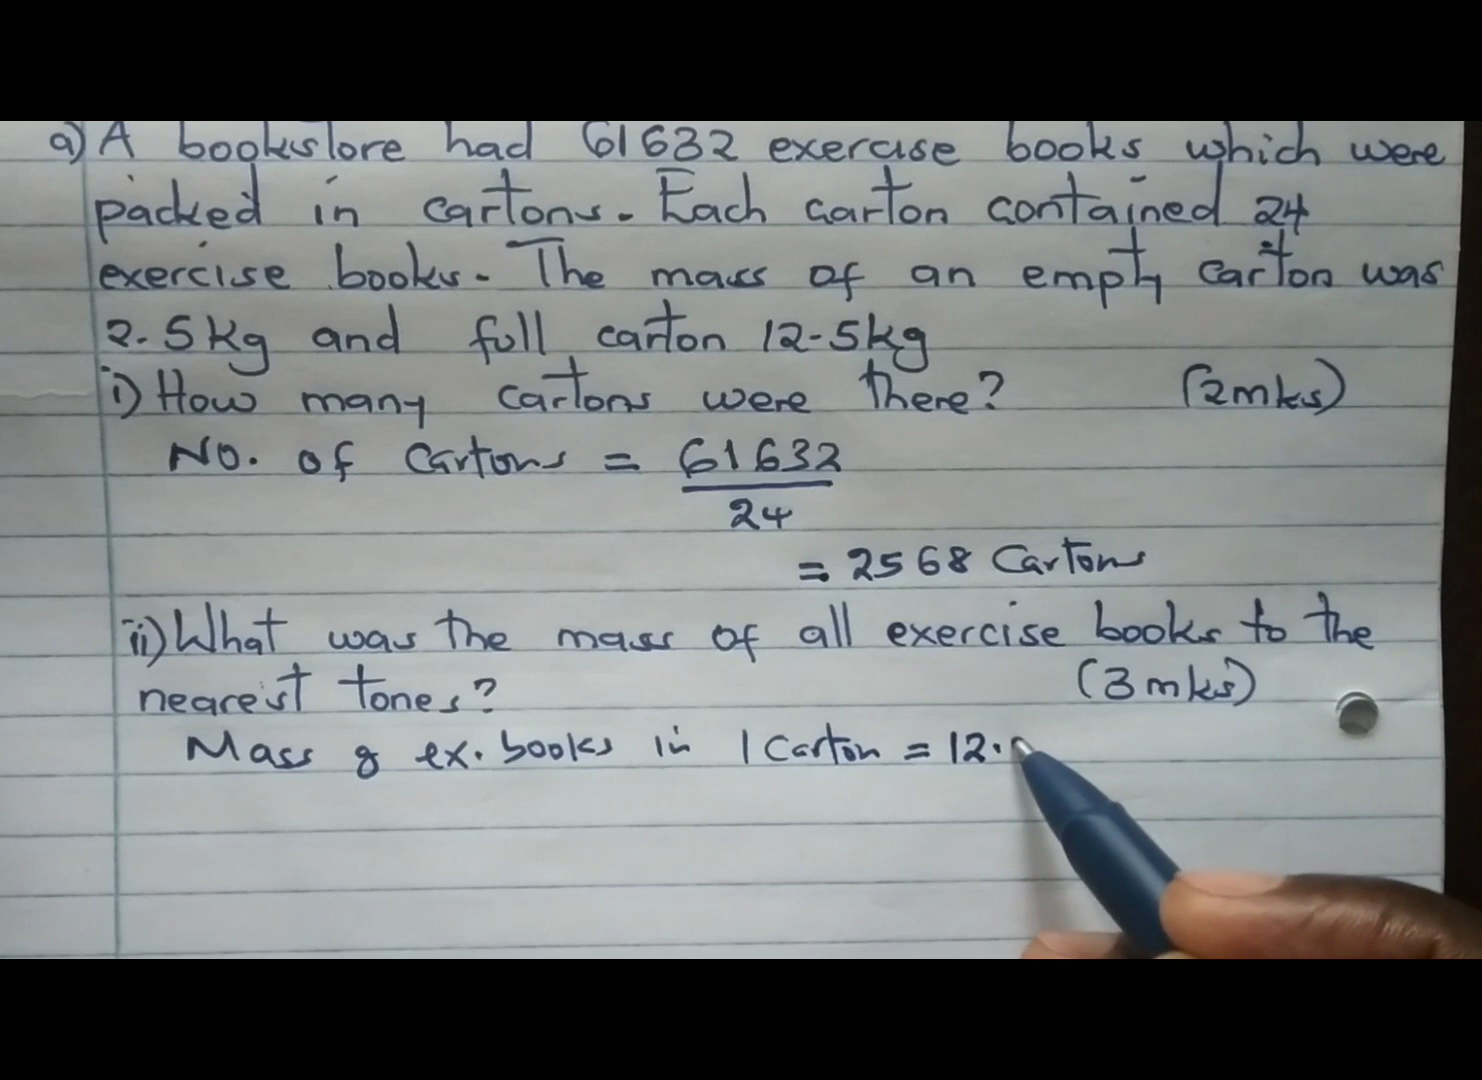 a) A bookstore had 61632 exercise books which were
packed in cartons. Each carton contained 24
exercise books. The mass of an empty carton was
2.5kg and full carton 12.5kg
i) How many cartons were there? (2mks)
No. of Cartons = 61632
24
= 2568 Cartons
ii) What was the mass of all exercise books to the
nearest tones? (3mks)
Mass of ex. books in 1 Carton = 12.